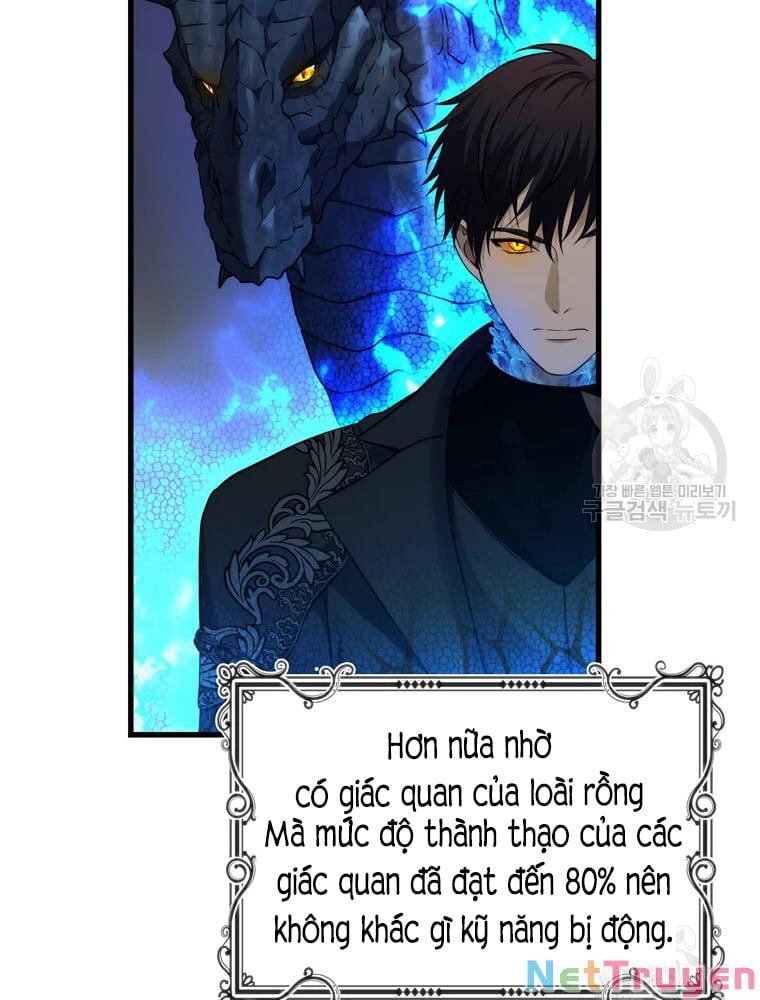 가장 빠른 웹툰 미리보기
구글검색 뉴토끼
Hơn nữa nhờ
có giác quan của loài rồng
Mà mức độ thành thạo của các
giác quan đã đạt đến 80% nên
không khác gì kỹ năng bị động.
NetTruyen